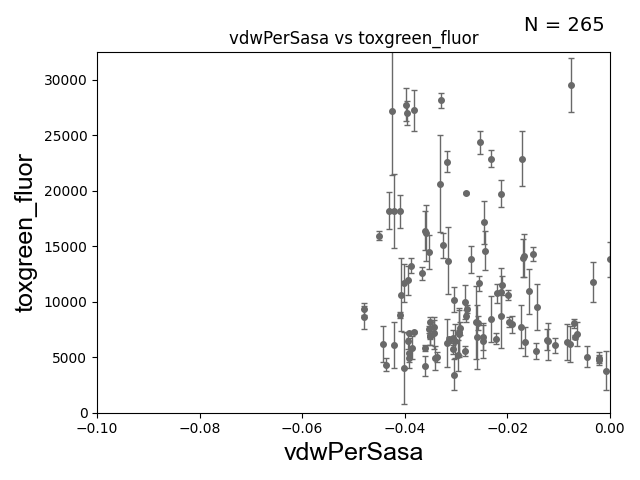 N = 265
vdwPerSasa vs toxgreen_fluor
30000
25000
20000
15000
10000
5000
0
toxgreen_fluor
−0.10 −0.08 −0.06 −0.04 −0.02 0.00
vdwPerSasa